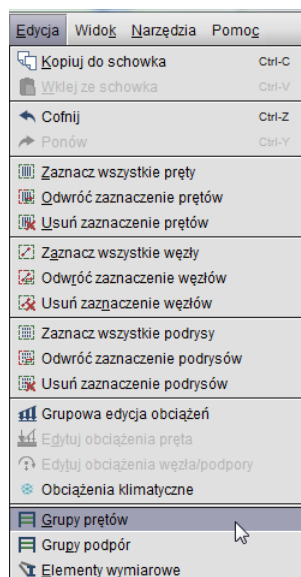 Edycja Widok Narzędzia Pomoc
Kopiuj do schowka Ctrl-C
Wklej ze schowka Ctrl-V
Cofnij Ctrl-Z
Ponów Ctrl-Y
Zaznacz wszystkie pręty
Odwróć zaznaczenie prętów
Usuń zaznaczenie prętów
Zaznacz wszystkie węzły
Odwróć zaznaczenie węzłów
Usuń zaznaczenie węzłów
Zaznacz wszystkie podrysy
Odwróć zaznaczenie podrysów
Usuń zaznaczenie podrysów
Grupowa edycja obciążeń
Edytuj obciążenia pręta
Edytuj obciążenia węzła/podpory
Obciążenia klimatyczne
Grupy prętów
Grupy podpór
Elementy wymiarowe